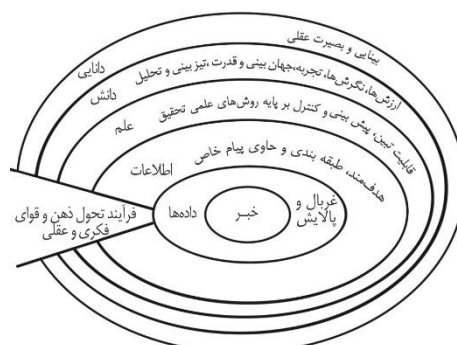 بینایی و بصیرت عقلی
دانایی
ارزش‌ها، نگرش‌ها، تجربه، جهان بینی و قدرت، تیز بینی و تحلیل
دانش
قابلیت تبین، پیش بینی و کنترل بر پایه روش‌های علمی تحقیق
علم
هدف‌مند، طبقه بندی و حاوی پیام خاص
اطلاعات
غربال و
پالایش
خبر
داده‌ها
فرآیند تحول ذهن و قوای
فکری و عقلی